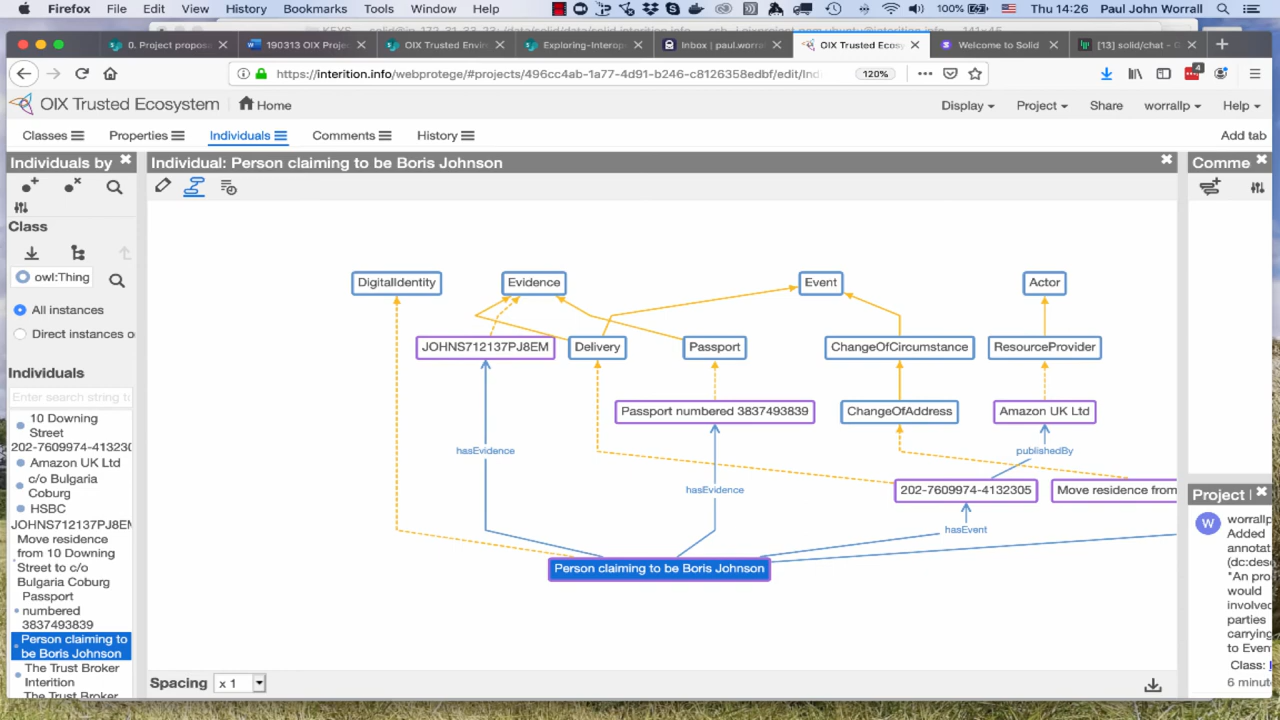 Firefox File Edit View History Bookmarks Tools Window Help 100% Thu 14:26 Paul John Worrall
0. Project propos
190313 OIX Proje
OIX Trusted Envi
Exploring-Interop
Inbox | paul.worral
OIX Trusted Ecosy
Welcome to Solid
[13] solid/chat - G
https://interition.info/webprotege/#projects/496cc4ab-1a77-4d91-b246-c8126358edbf/edit/Ind
120%
4
OIX Trusted Ecosystem
Home
Display
Project
Share
worrallp
Help
Classes
Properties
Individuals
Comments
History
Add tab
Individuals by
Individual: Person claiming to be Boris Johnson
Comme
Class
owl:Thing
All instances
Direct instances o
Individuals
Enter search string t
10 Downing
Street
202-7609974-413230
Amazon UK Ltd
c/o Bulgaria
Coburg
HSBC
JOHNS712137PJ8EM
Move residence
from 10 Downing
Street to c/o
Bulgaria Coburg
Passport
numbered
3837493839
Person claiming to
be Boris Johnson
The Trust Broker
Interition
The Trust Broker
DigitalIdentity
Evidence
Event
Actor
JOHNS712137PJ8EM
Delivery
Passport
ChangeOfCircumstance
ResourceProvider
Passport numbered 3837493839
ChangeOfAddress
Amazon UK Ltd
hasEvidence
publishedBy
hasEvidence
202-7609974-4132305
Move residence from
hasEvent
Person claiming to be Boris Johnson
Spacing
x 1
Project
W
worrallp
Added
annotat
(dc:des
"An pro
would
involve
parties
carrying
to Even
Class:
6 minut